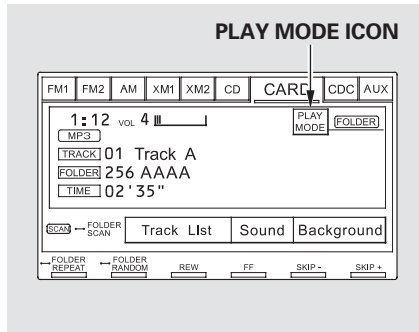 PLAY MODE ICON
FM1 FM2 AM XM1 XM2 CD CARD CDC AUX
1:12 VOL 4
PLAY MODE
FOLDER
MP3
TRACK 01 Track A
FOLDER 256 AAAA
TIME 02'35"
SCAN FOLDER SCAN Track LIst Sound Background
FOLDER REPEAT FOLDER RANDOM REW FF SKIP - SKIP +